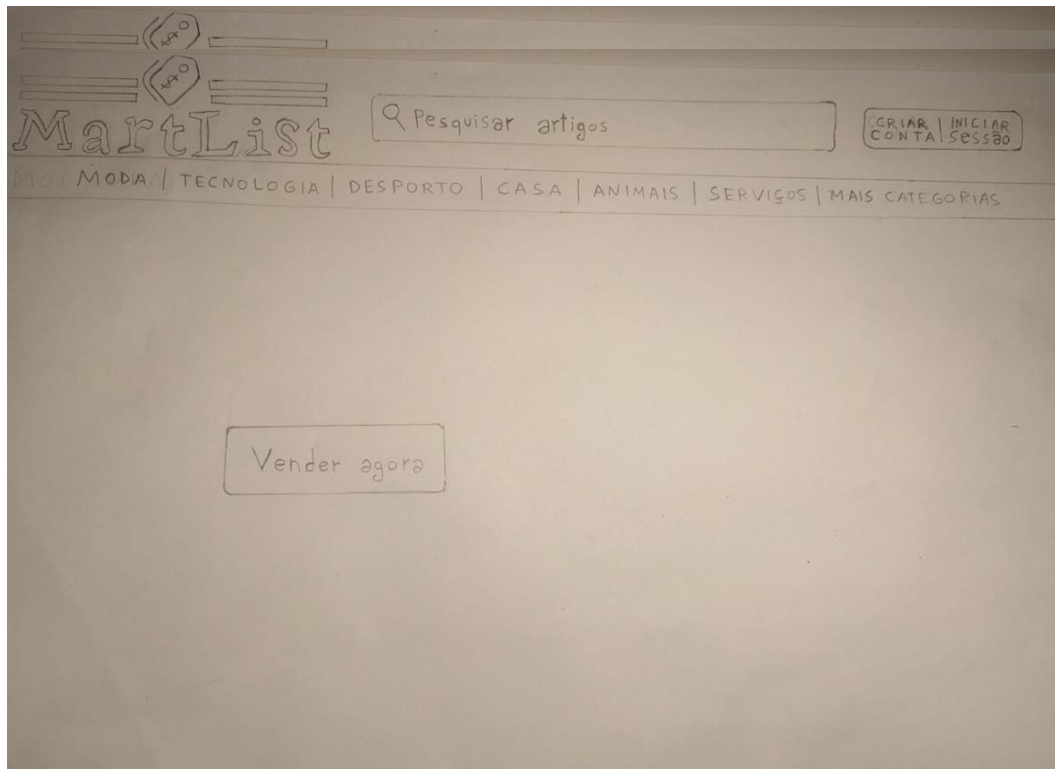 $
$
MartList
Pesquisar artigos
CRIAR CONTA | INICIAR Sessão
MODA | TECNOLOGIA | DESPORTO | CASA | ANIMAIS | SERVIÇOS | MAIS CATEGORIAS
Vender agora